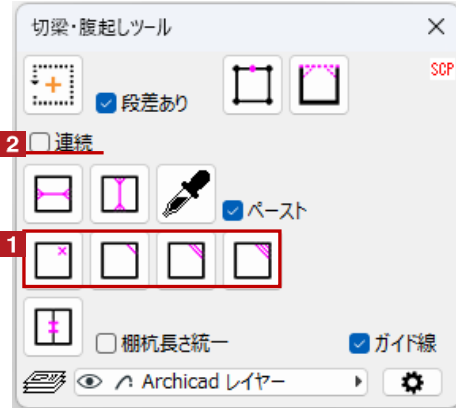 切梁・腹起しツール
SCP
段差あり
2 連続
ペースト
1
棚杭長さ統一 ガイド線
Archicad レイヤー